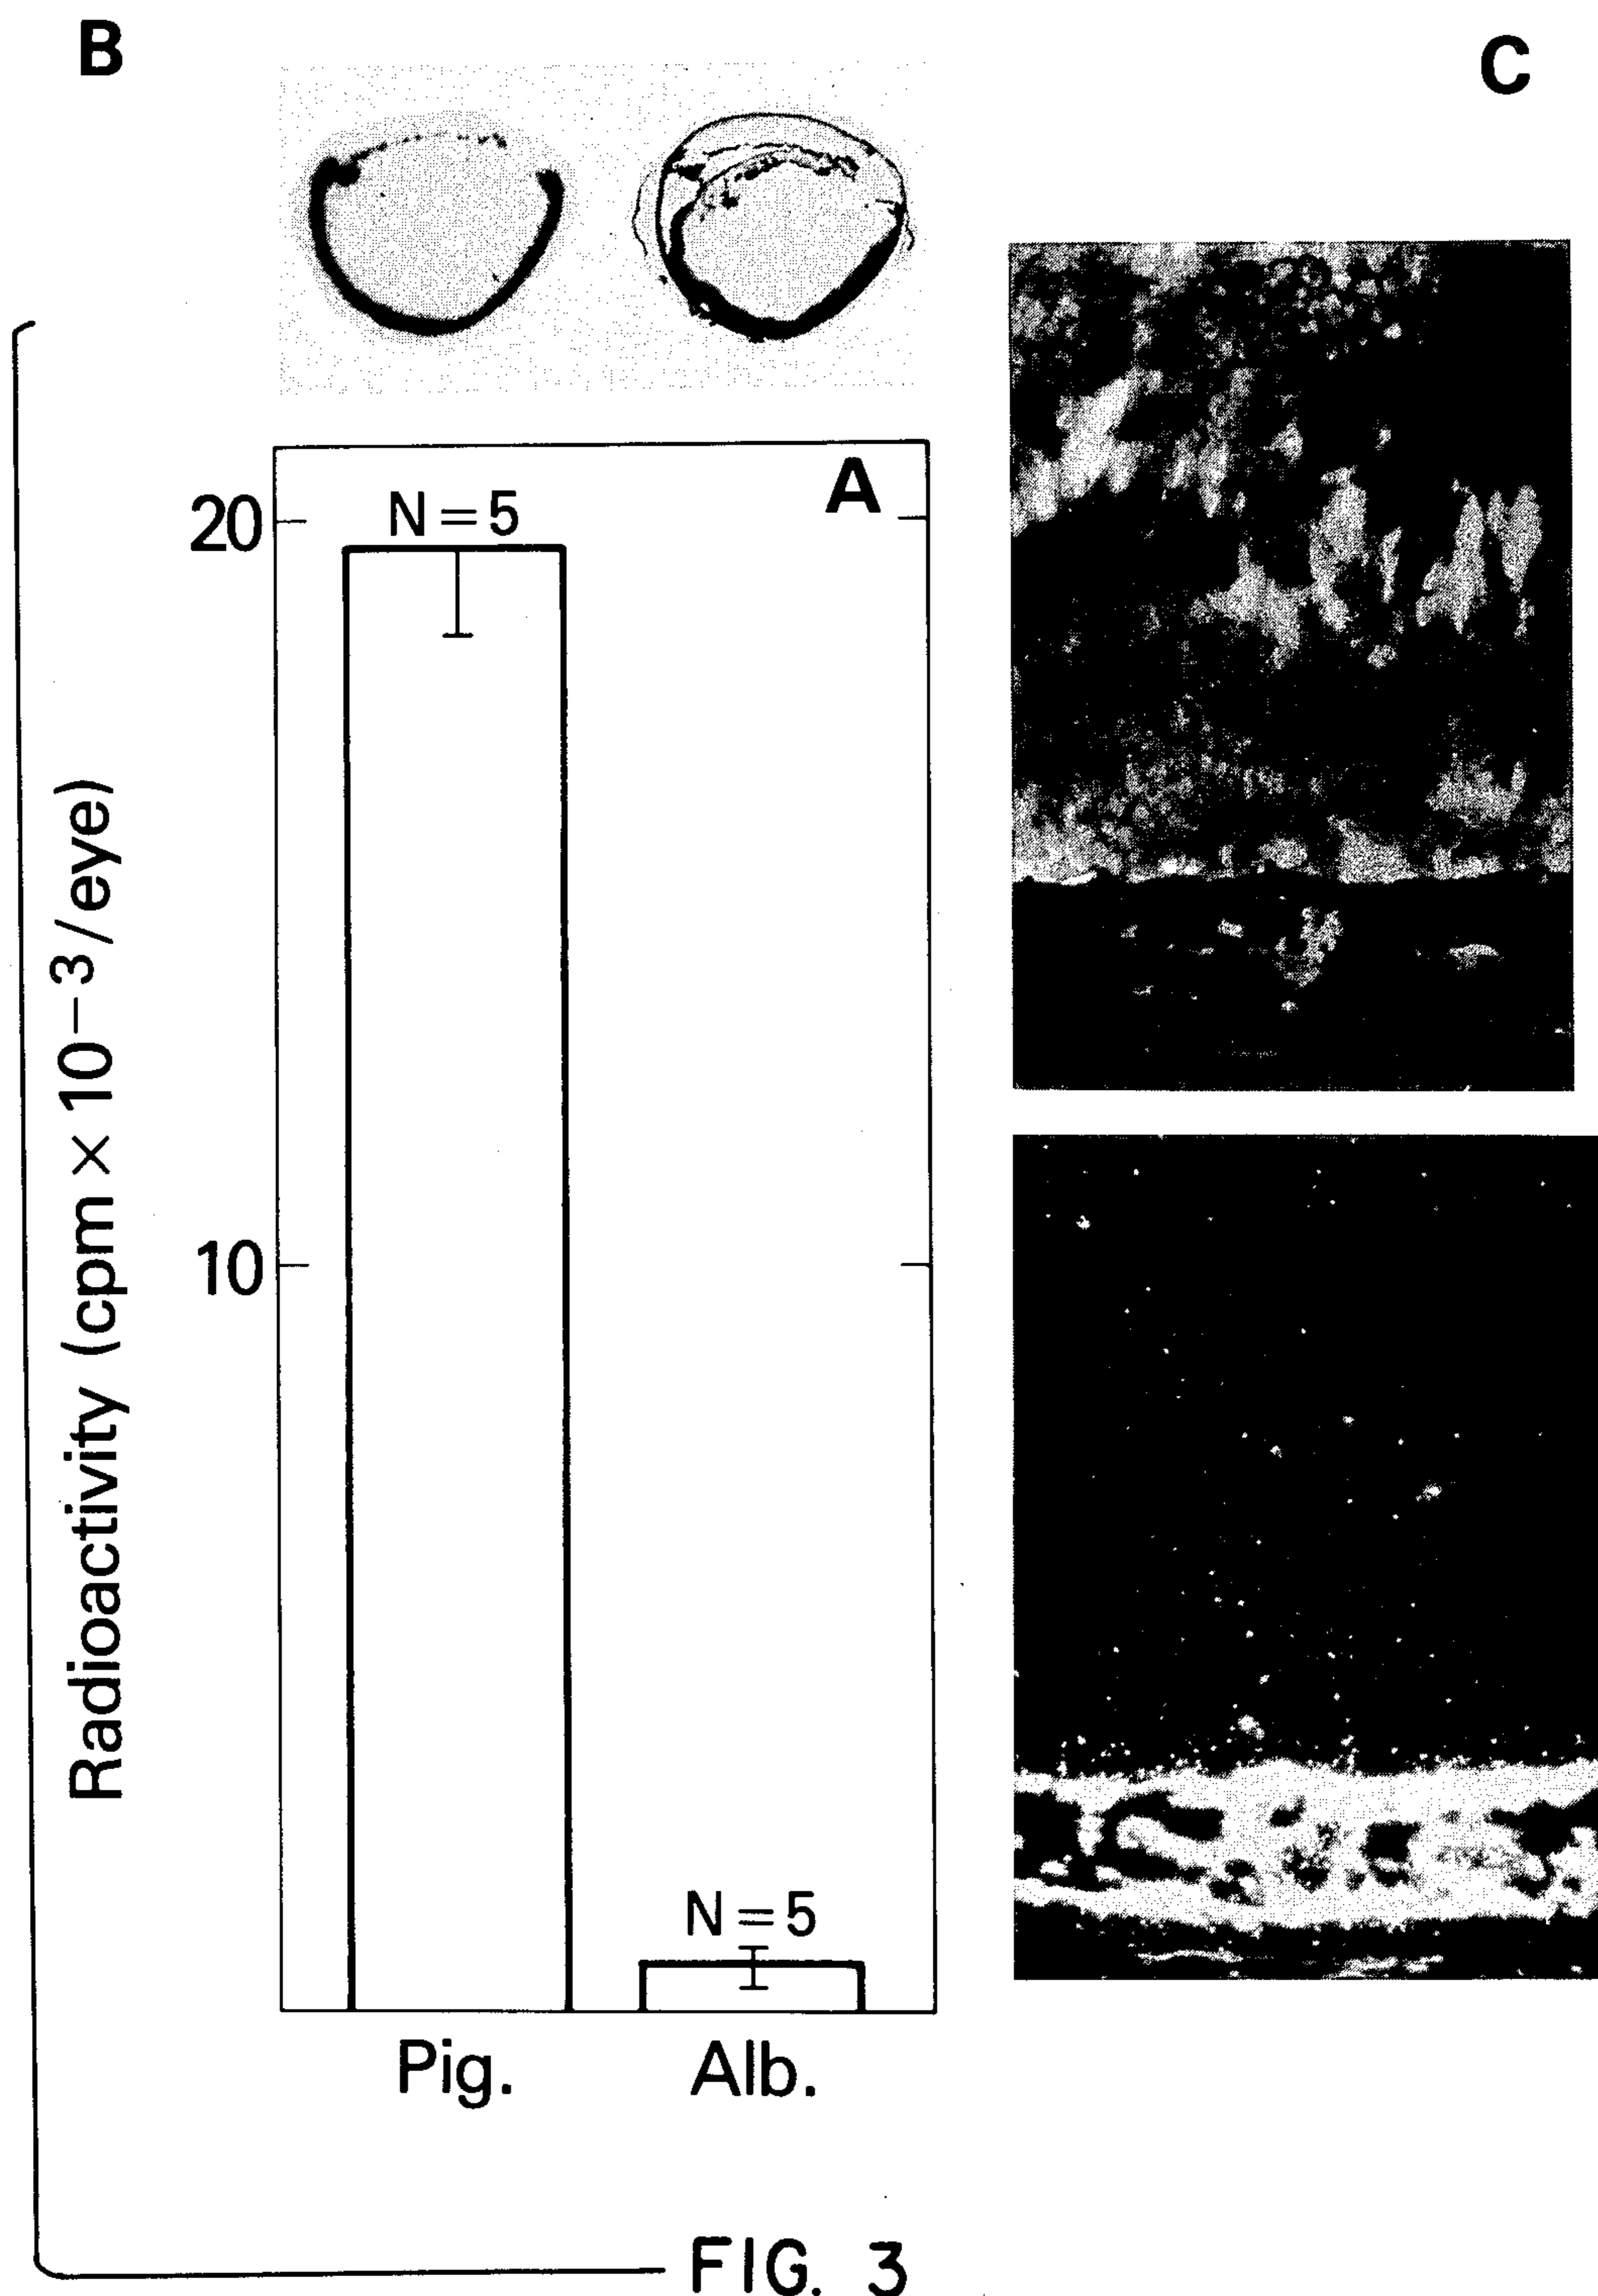 B
C
A
20
N = 5
10
Radioactivity (cpm × 10−3/eye)
N = 5
Pig. Alb.
FIG. 3